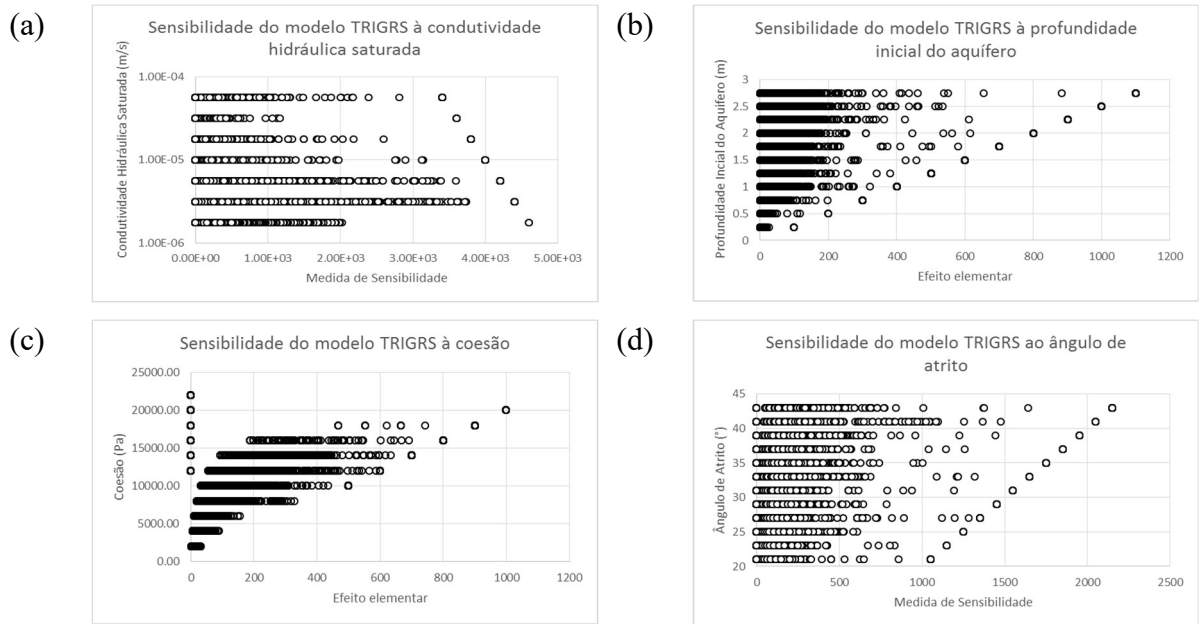 (a)
Sensibilidade do modelo TRIGRS à condutividade
hidráulica saturada
Condutividade Hidráulica Saturada (m/s)
1.00E-04
1.00E-05
1.00E-06
0.00E+00 1.00E+03 2.00E+03 3.00E+03 4.00E+03 5.00E+03
Medida de Sensibilidade
(b)
Sensibilidade do modelo TRIGRS à profundidade
inicial do aquífero
Profundidade Incial do Aquífero (m)
3
2.5
2
1.5
1
0.5
0
0 200 400 600 800 1000 1200
Efeito elementar
(c)
Sensibilidade do modelo TRIGRS à coesão
Coesão (Pa)
25000.00
20000.00
15000.00
10000.00
5000.00
0.00
0 200 400 600 800 1000 1200
Efeito elementar
(d)
Sensibilidade do modelo TRIGRS ao ângulo de
atrito
Ângulo de Atrito (°)
45
40
35
30
25
20
0 500 1000 1500 2000 2500
Medida de Sensibilidade